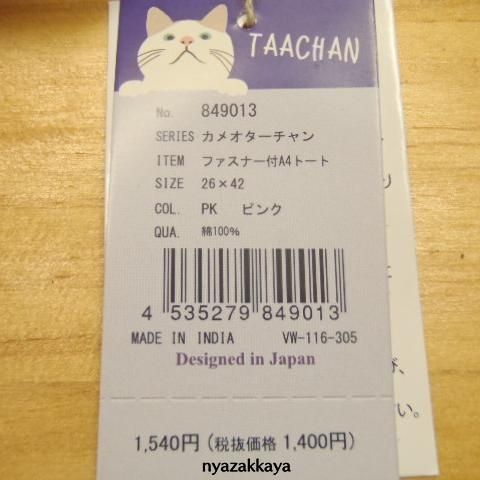 TAACHAN
No. 849013
SERIES カメオターチャン
ITEM ファスナー付A4トート
SIZE 26×42
COL. PK ピンク
QUA. 綿100%
4 535279 849013
MADE IN INDIA VW-116-305
Designed in Japan
び、
い。
1,540円(税抜価格 1,400円)
nyazakkaya